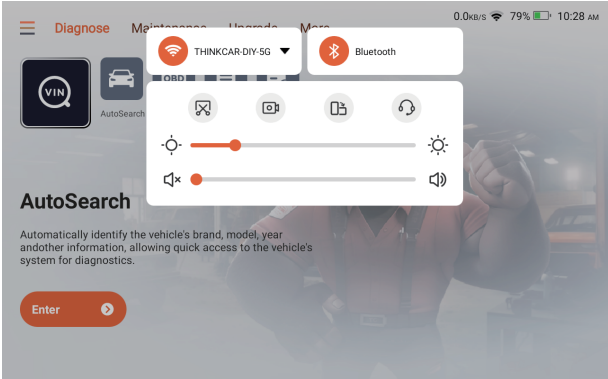 Diagnose
Maintenance
Upgrade
More
0.0KB/S
79%
10:28 AM
THINKCAR-DIY-5G
Bluetooth
VIN
OBD
AutoSearch
AutoSearch
Automatically identify the vehicle's brand, model, year
andother information, allowing quick access to the vehicle's
system for diagnostics.
Enter